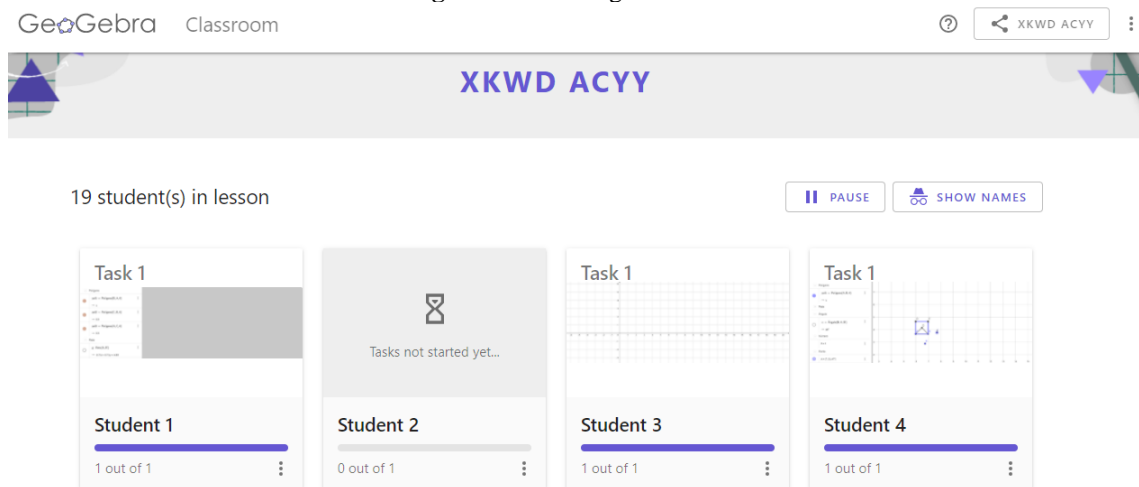 GeoGebra Classroom
XKWD ACYY
XKWD ACYY
19 student(s) in lesson
PAUSE
SHOW NAMES
Task 1
Tasks not started yet...
Task 1
Task 1
Student 1
Student 2
Student 3
Student 4
1 out of 1
0 out of 1
1 out of 1
1 out of 1